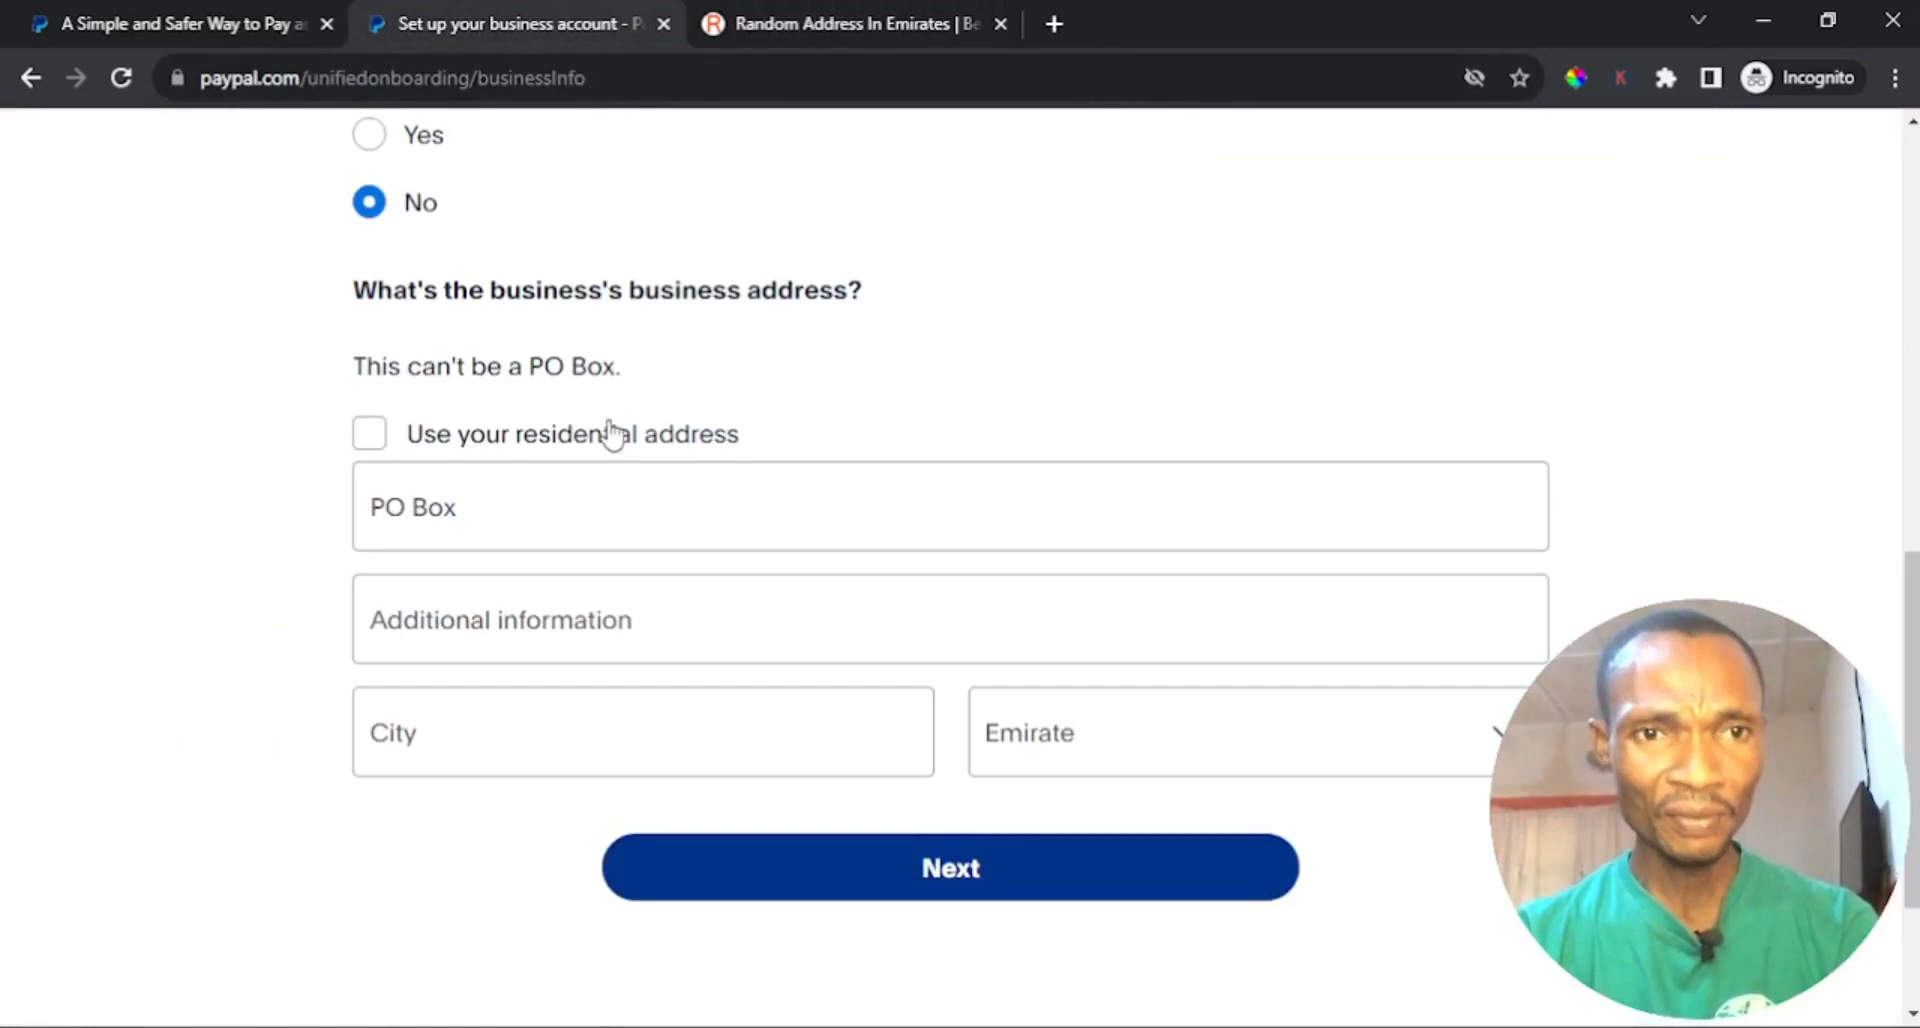 A Simple and Safer Way to Pay a
Set up your business account - P
Random Address In Emirates | Be
paypal.com/unifiedonboarding/businessInfo
K
Incognito
Yes
No
What's the business's business address?
This can't be a PO Box.
Use your residential address
PO Box
Additional information
City
Emirate
Next